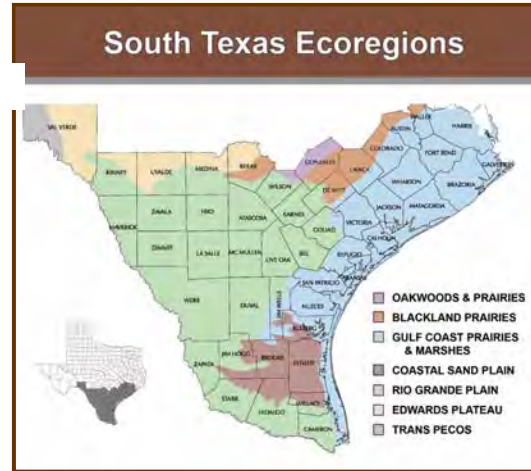 South Texas Ecoregions
VAL VERDE
KINNEY
UVALDE
MEDINA
BEXAR
WILSON
GONZALES
LAVACA
COLORADO
AUSTIN
WALLER
HARRIS
FORT BEND
GALVESTON
BRAZORIA
WHARTON
MATAGORDA
JACKSON
DE WITT
VICTORIA
CALHOUN
GOLIAD
KARNES
ATASCOSA
FRIO
ZAVALA
MAVERICK
DIMMIT
LA SALLE
MC MULLEN
LIVE OAK
BEE
REFUGIO
ARANSAS
SAN PATRICIO
NUECES
JIM WELLS
DUVAL
WEBB
KLEBERG
ZAPATA
JIM HOGG
BROOKS
KENEDY
STARR
HIDALGO
WILLACY
CAMERON
OAKWOODS & PRAIRIES
BLACKLAND PRAIRIES
GULF COAST PRAIRIES
& MARSHES
COASTAL SAND PLAIN
RIO GRANDE PLAIN
EDWARDS PLATEAU
TRANS PECOS